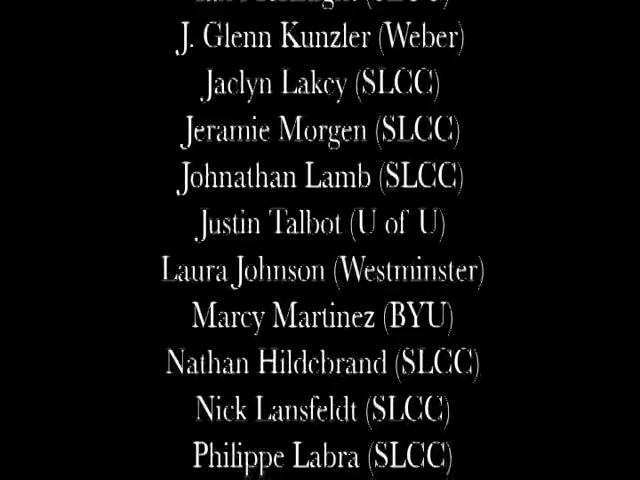 J. Glenn Kunzler (Weber)
Jaclyn Lakey (SLCC)
Jeramie Morgen (SLCC)
Johnathan Lamb (SLCC)
Justin Talbot (U of U)
Laura Johnson (Westminster)
Marcy Martinez (BYU)
Nathan Hildebrand (SLCC)
Nick Lansfeldt (SLCC)
Philippe Labra (SLCC)